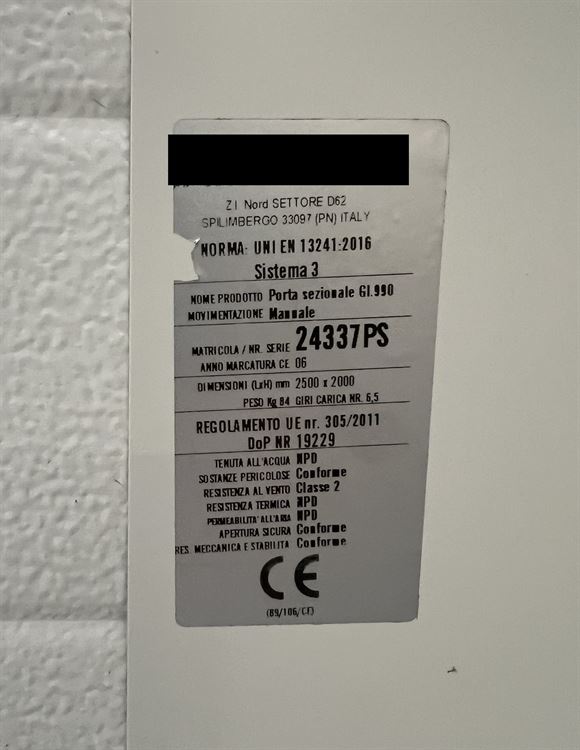 Z.I. Nord SETTORE D62
SPILIMBERGO 33097 (PN) ITALY
NORMA: UNI EN 13241:2016
Sistema 3
NOME PRODOTTO Porta sezionale GI.990
MOVIMENTAZIONE Manuale
MATRICOLA / NR. SERIE 24337PS
ANNO MARCATURA CE 06
DIMENSIONI (LxH) mm 2500 x 2000
PESO Kg 84 GIRI CARICA NR. 6,5
REGOLAMENTO UE nr. 305/2011
DoP NR 19229
TENUTA ALL'ACQUA NPD
SOSTANZE PERICOLOSE Conforme
RESISTENZA AL VENTO Classe 2
RESISTENZA TERMICA NPD
PERMEABILITA' ALL'ARIA NPD
APERTURA SICURA Conforme
RES. MECCANICA E STABILITA Conforme
CE
(89/106/CE)